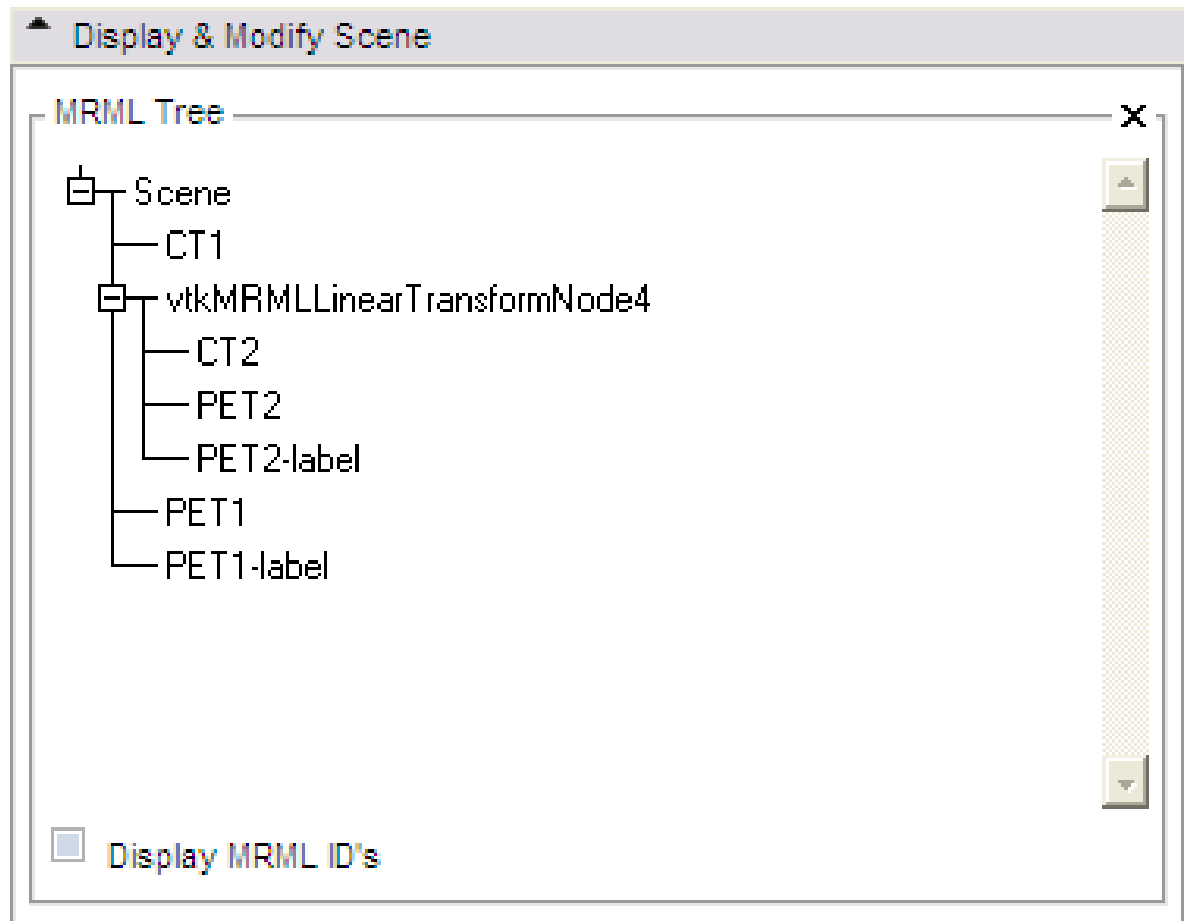 Display & Modify Scene
MRML Tree
Scene
CT1
vtkMRMLLinearTransformNode4
CT2
PET2
PET2-label
PET1
PET1-label
Display MRML ID's